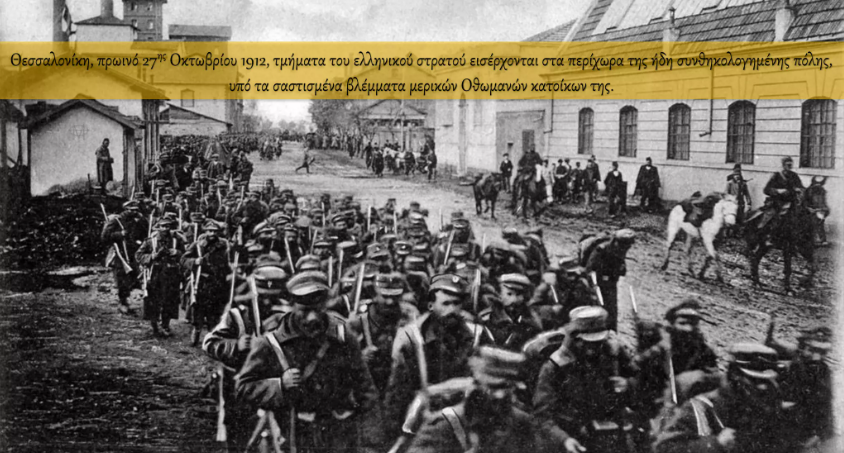 Θεσσαλονίκη, πρωινό 27ης Οκτωβρίου 1912, τμήματα του ελληνικού στρατού εισέρχονται στα περίχωρα της ήδη συνθηκολογημένης πόλης,
υπό τα σαστισμένα βλέμματα μερικών Οθωμανών κατοίκων της.